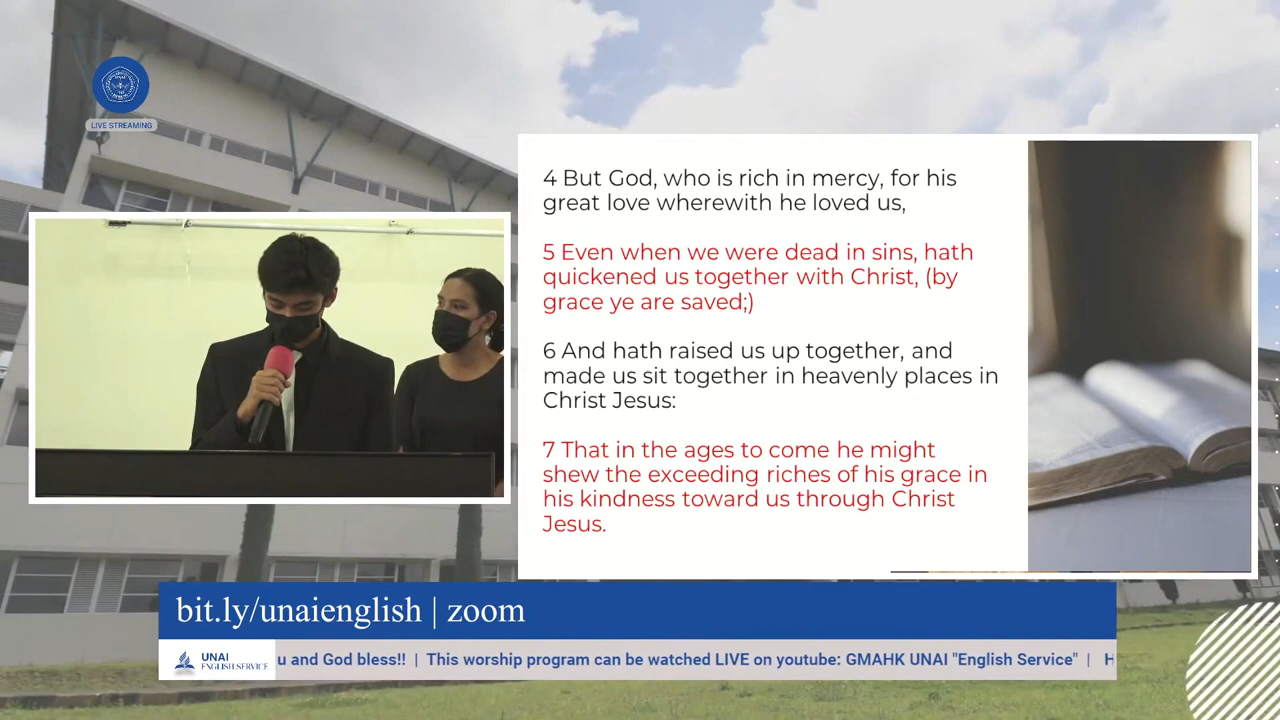 LIVE STREAMING
4 But God, who is rich in mercy, for his
great love wherewith he loved us,
5 Even when we were dead in sins, hath
quickened us together with Christ, (by
grace ye are saved;)
6 And hath raised us up together, and
made us sit together in heavenly places in
Christ Jesus:
7 That in the ages to come he might
shew the exceeding riches of his grace in
his kindness toward us through Christ
Jesus.
bit.ly/unaienglish | zoom
UNAI
ENGLISH SERVICE
u and God bless!! | This worship program can be watched LIVE on youtube: GMAHK UNAI "English Service" | H